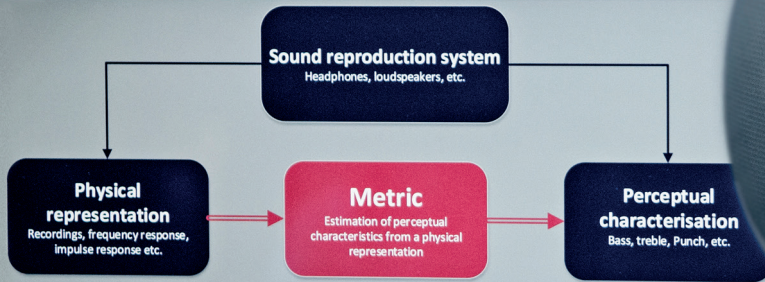 Sound reproduction system
Headphones, loudspeakers, etc.
Physical
representation
Recordings, frequency response,
impulse response etc.
Metric
Estimation of perceptual
characteristics from a physical
representation
Perceptual
characterisation
Bass, treble, Punch, etc.